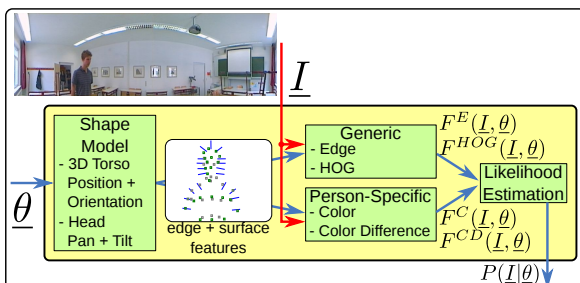 I
Shape
Model
- 3D Torso
Position +
Orientation
- Head
Pan + Tilt
θ
edge + surface
features
Generic
- Edge
- HOG
Person-Specific
- Color
- Color Difference
F^E(I, θ)
F^{HOG}(I, θ)
F^C(I, θ)
F^{CD}(I, θ)
Likelihood
Estimation
P(I|θ)